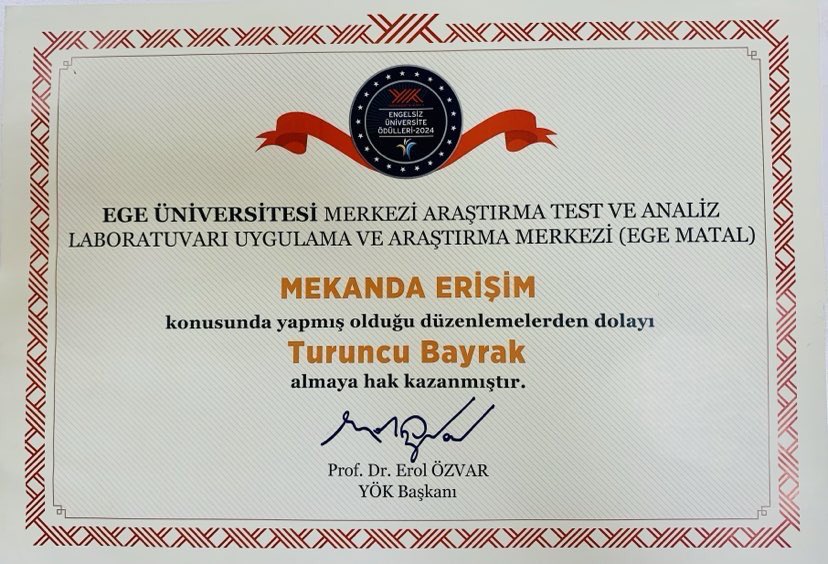 ENGELSİZ
ÜNİVERSİTE
ÖDÜLLERİ-2024
EGE ÜNİVERSİTESİ MERKEZİ ARAŞTIRMA TEST VE ANALİZ
LABORATUVARI UYGULAMA VE ARAŞTIRMA MERKEZİ (EGE MATAL)
MEKANDA ERİŞİM
konusunda yapmış olduğu düzenlemelerden dolayı
Turuncu Bayrak
almaya hak kazanmıştır.
Prof. Dr. Erol ÖZVAR
YÖK Başkanı